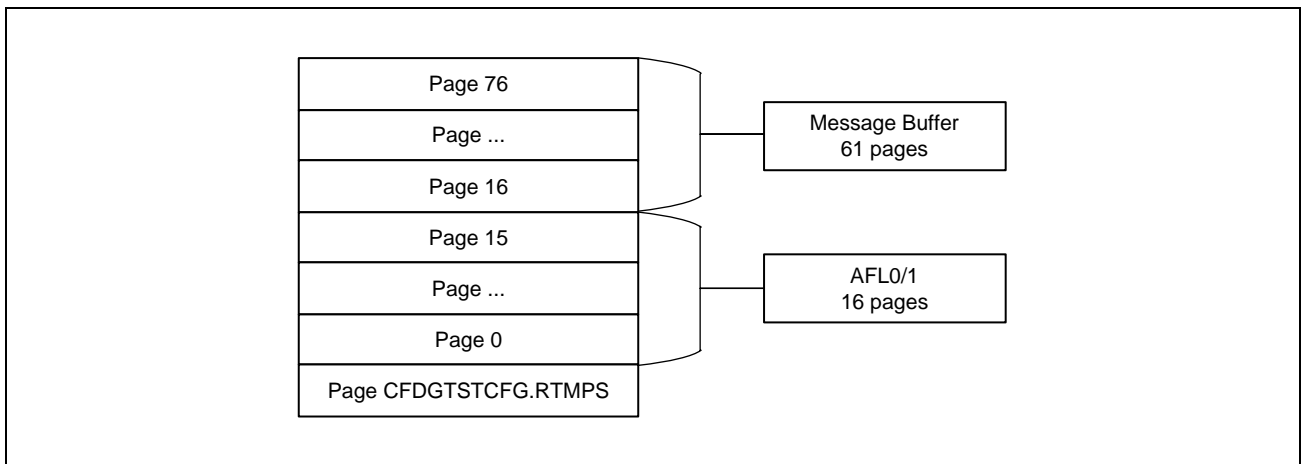 Page 76
Page ...
Page 16
Page 15
Page ...
Page 0
Page CFDGTSTCFG.RTMPS
Message Buffer
61 pages
AFL0/1
16 pages